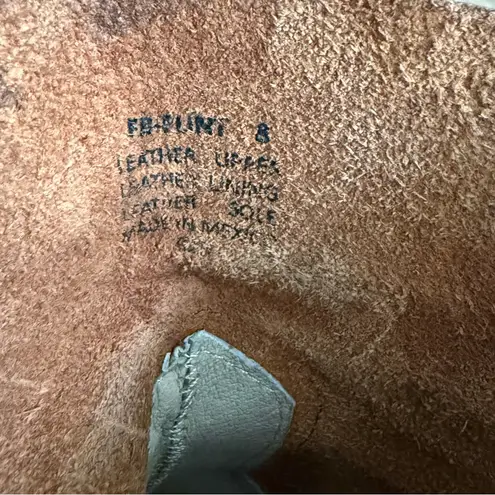 FB-FLINT 8
LEATHER UPPER
LEATHER LINING
LEATHER SOLE
MADE IN MEXICO